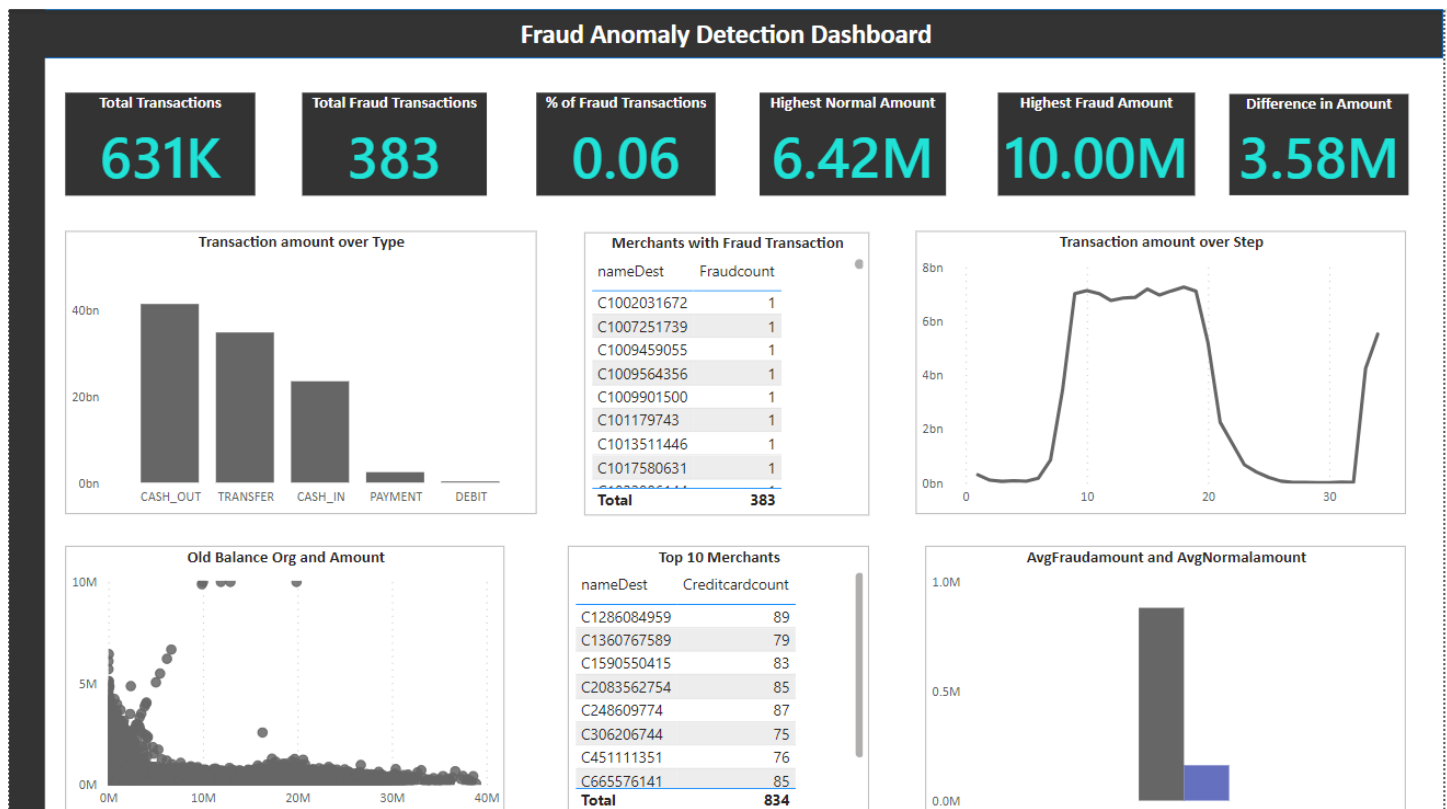 Fraud Anomaly Detection Dashboard
Total Transactions
631K
Total Fraud Transactions
383
% of Fraud Transactions
0.06
Highest Normal Amount
6.42M
Highest Fraud Amount
10.00M
Difference in Amount
3.58M
Transaction amount over Type
40bn
20bn
0bn
CASH_OUT TRANSFER CASH_IN PAYMENT DEBIT
Merchants with Fraud Transaction
nameDest Fraudcount
C1002031672 1
C1007251739 1
C1009459055 1
C1009564356 1
C1009901500 1
C101179743 1
C1013511446 1
C1017580631 1
Total 383
Transaction amount over Step
8bn
6bn
4bn
2bn
0bn
0 10 20 30
Old Balance Org and Amount
10M
5M
0M
0M 10M 20M 30M 40M
Top 10 Merchants
nameDest Creditcardcount
C1286084959 89
C1360767589 79
C1590550415 83
C2083562754 85
C248609774 87
C306206744 75
C451111351 76
C665576141 85
Total 834
AvgFraudamount and AvgNormalamount
1.0M
0.5M
0.0M